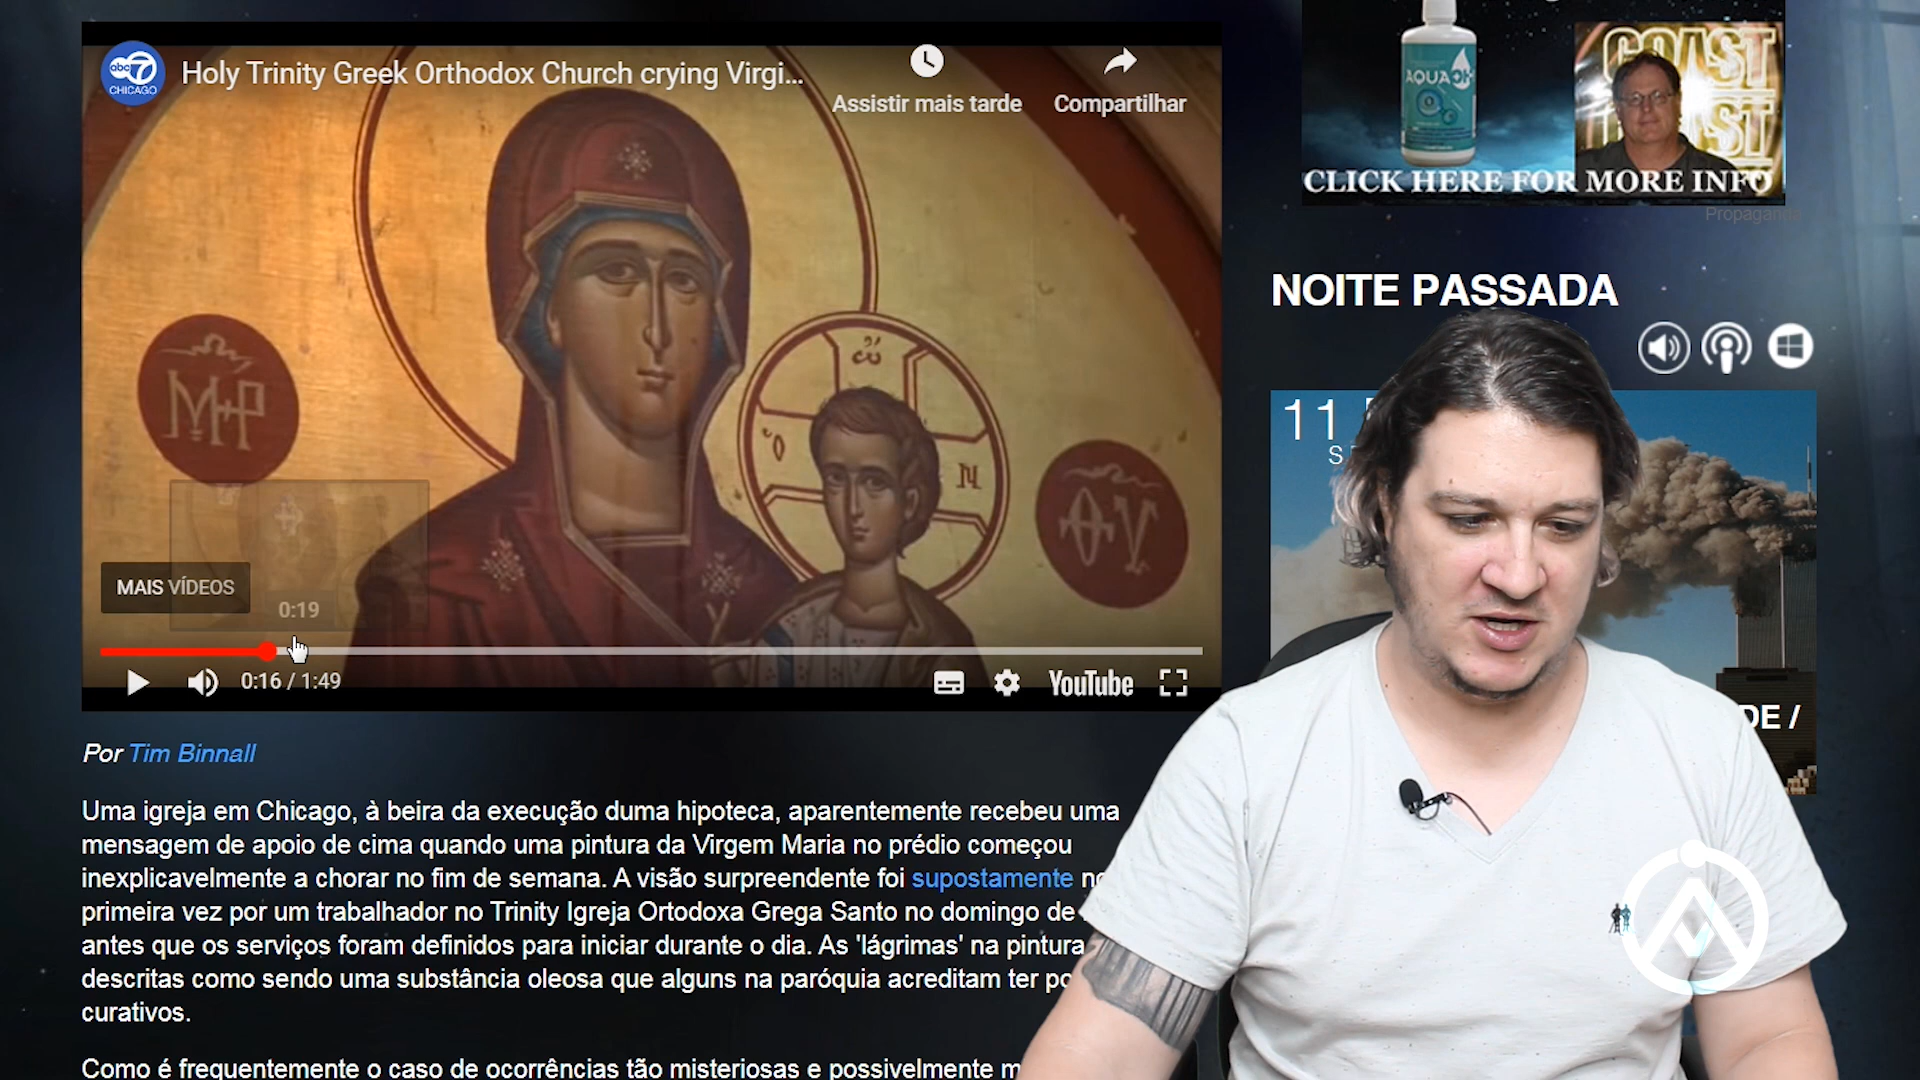 abc 7
CHICAGO
Holy Trinity Greek Orthodox Church crying Virgi...
Assistir mais tarde
Compartilhar
MAIS VÍDEOS
0:19
0:16 / 1:49
YouTube
AQUA
COAST
CLICK HERE FOR MORE INFO
NOITE PASSADA
11
DE /
Por Tim Binnall
Uma igreja em Chicago, à beira da execução duma hipoteca, aparentemente recebeu uma
mensagem de apoio de cima quando uma pintura da Virgem Maria no prédio começou
inexplicavelmente a chorar no fim de semana. A visão surpreendente foi supostamente
primeira vez por um trabalhador no Trinity Igreja Ortodoxa Grega Santo no domingo de
antes que os serviços foram definidos para iniciar durante o dia. As 'lágrimas' na pintura
descritas como sendo uma substância oleosa que alguns na paróquia acreditam ter
curativos.
Como é frequentemente o caso de ocorrências tão misteriosas e possivelmente